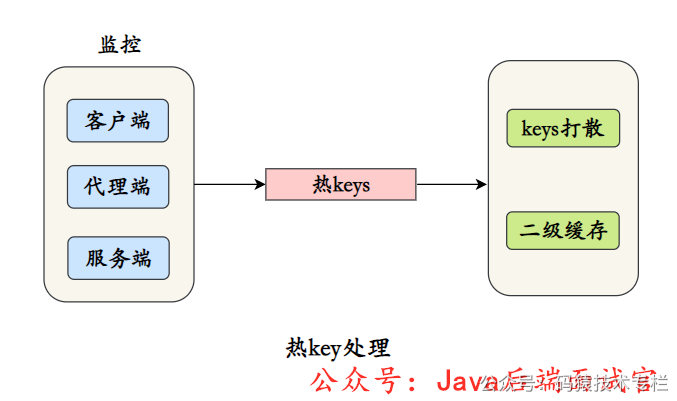 监控
客户端
代理端
服务端
热keys
keys打散
二级缓存
热key处理
公众号：Java后端面试官
公众号：码猿技术专栏